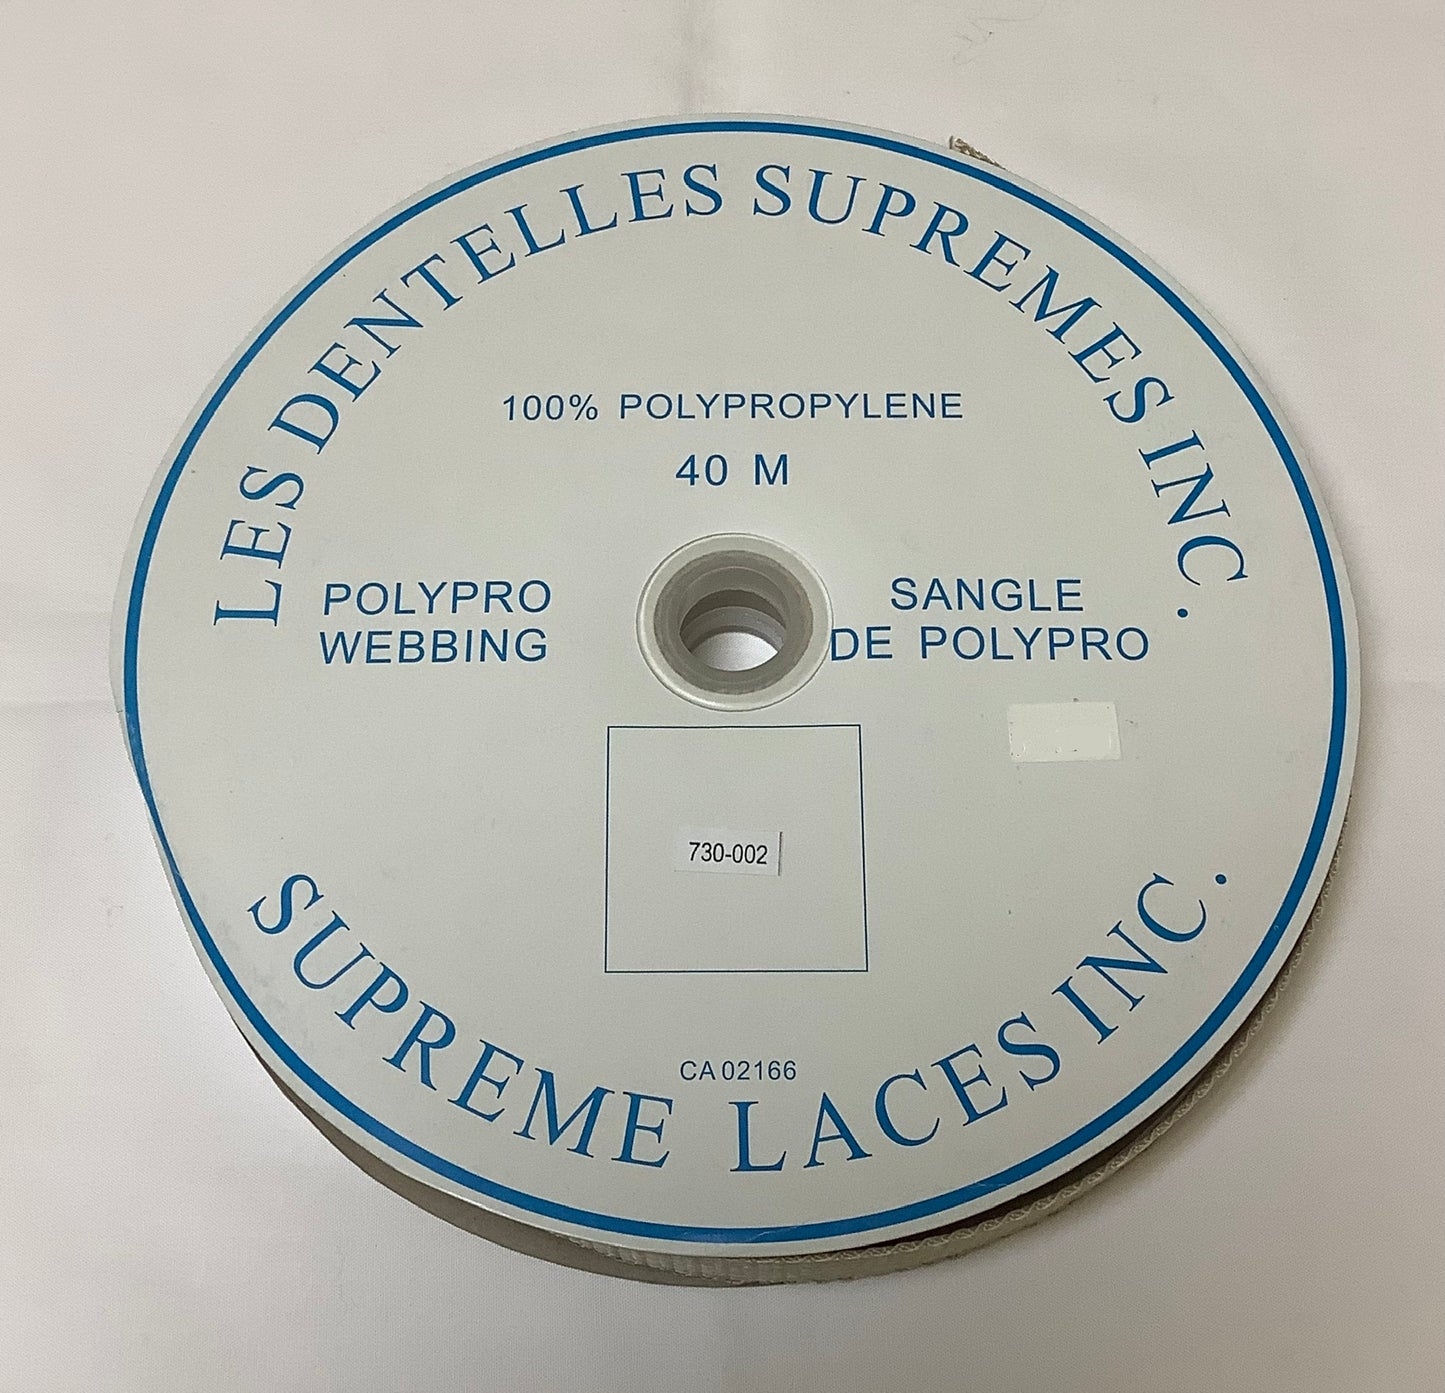 LES DENTELLES SUPREMES INC.
100% POLYPROPYLENE
40 M
POLYPRO
WEBBING
SANGLE
DE POLYPRO
730-002
CA 02166
SUPREME LACES INC.